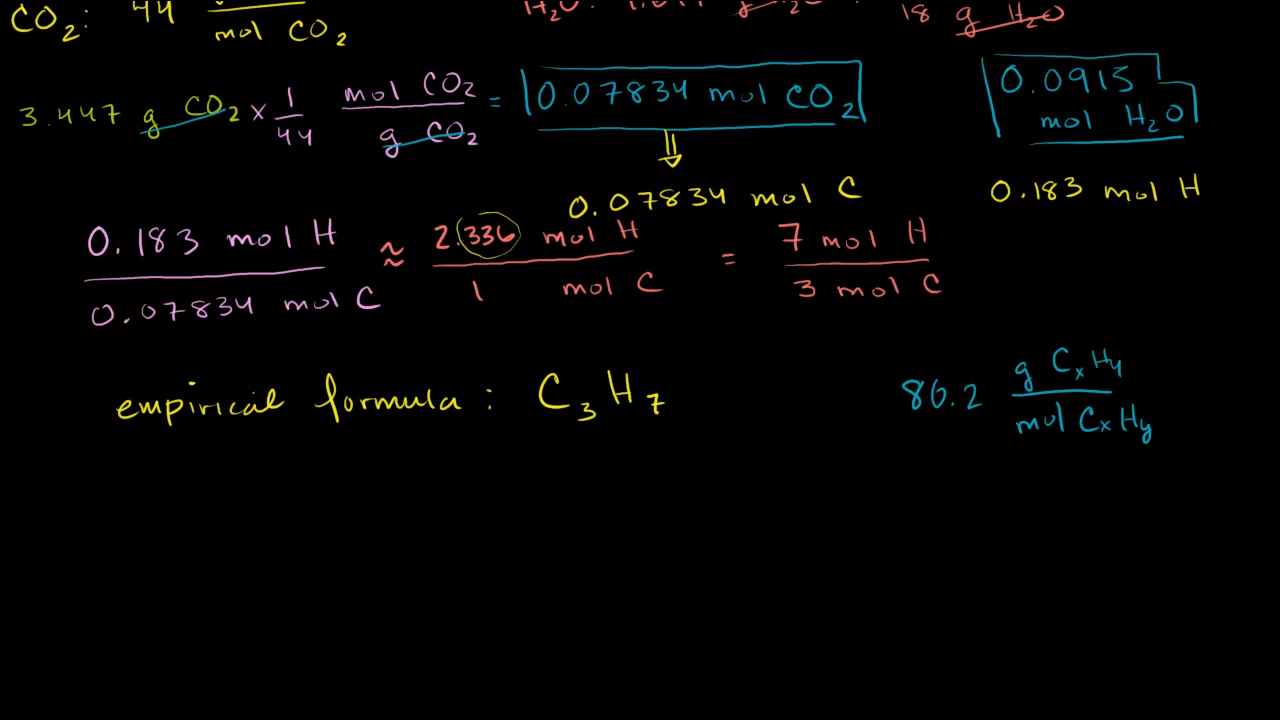 CO₂: 44 / mol CO₂
18 g H₂O
3.447 g CO₂ × 1/44 mol CO₂ / g CO₂ = 0.07834 mol CO₂
0.0915 mol H₂O
⇓
0.07834 mol C
0.183 mol H
0.183 mol H / 0.07834 mol C ≈ 2.336 mol H / 1 mol C = 7 mol H / 3 mol C
empirical formula: C₃H₇
86.2 g CₓHy / mol CₓHy